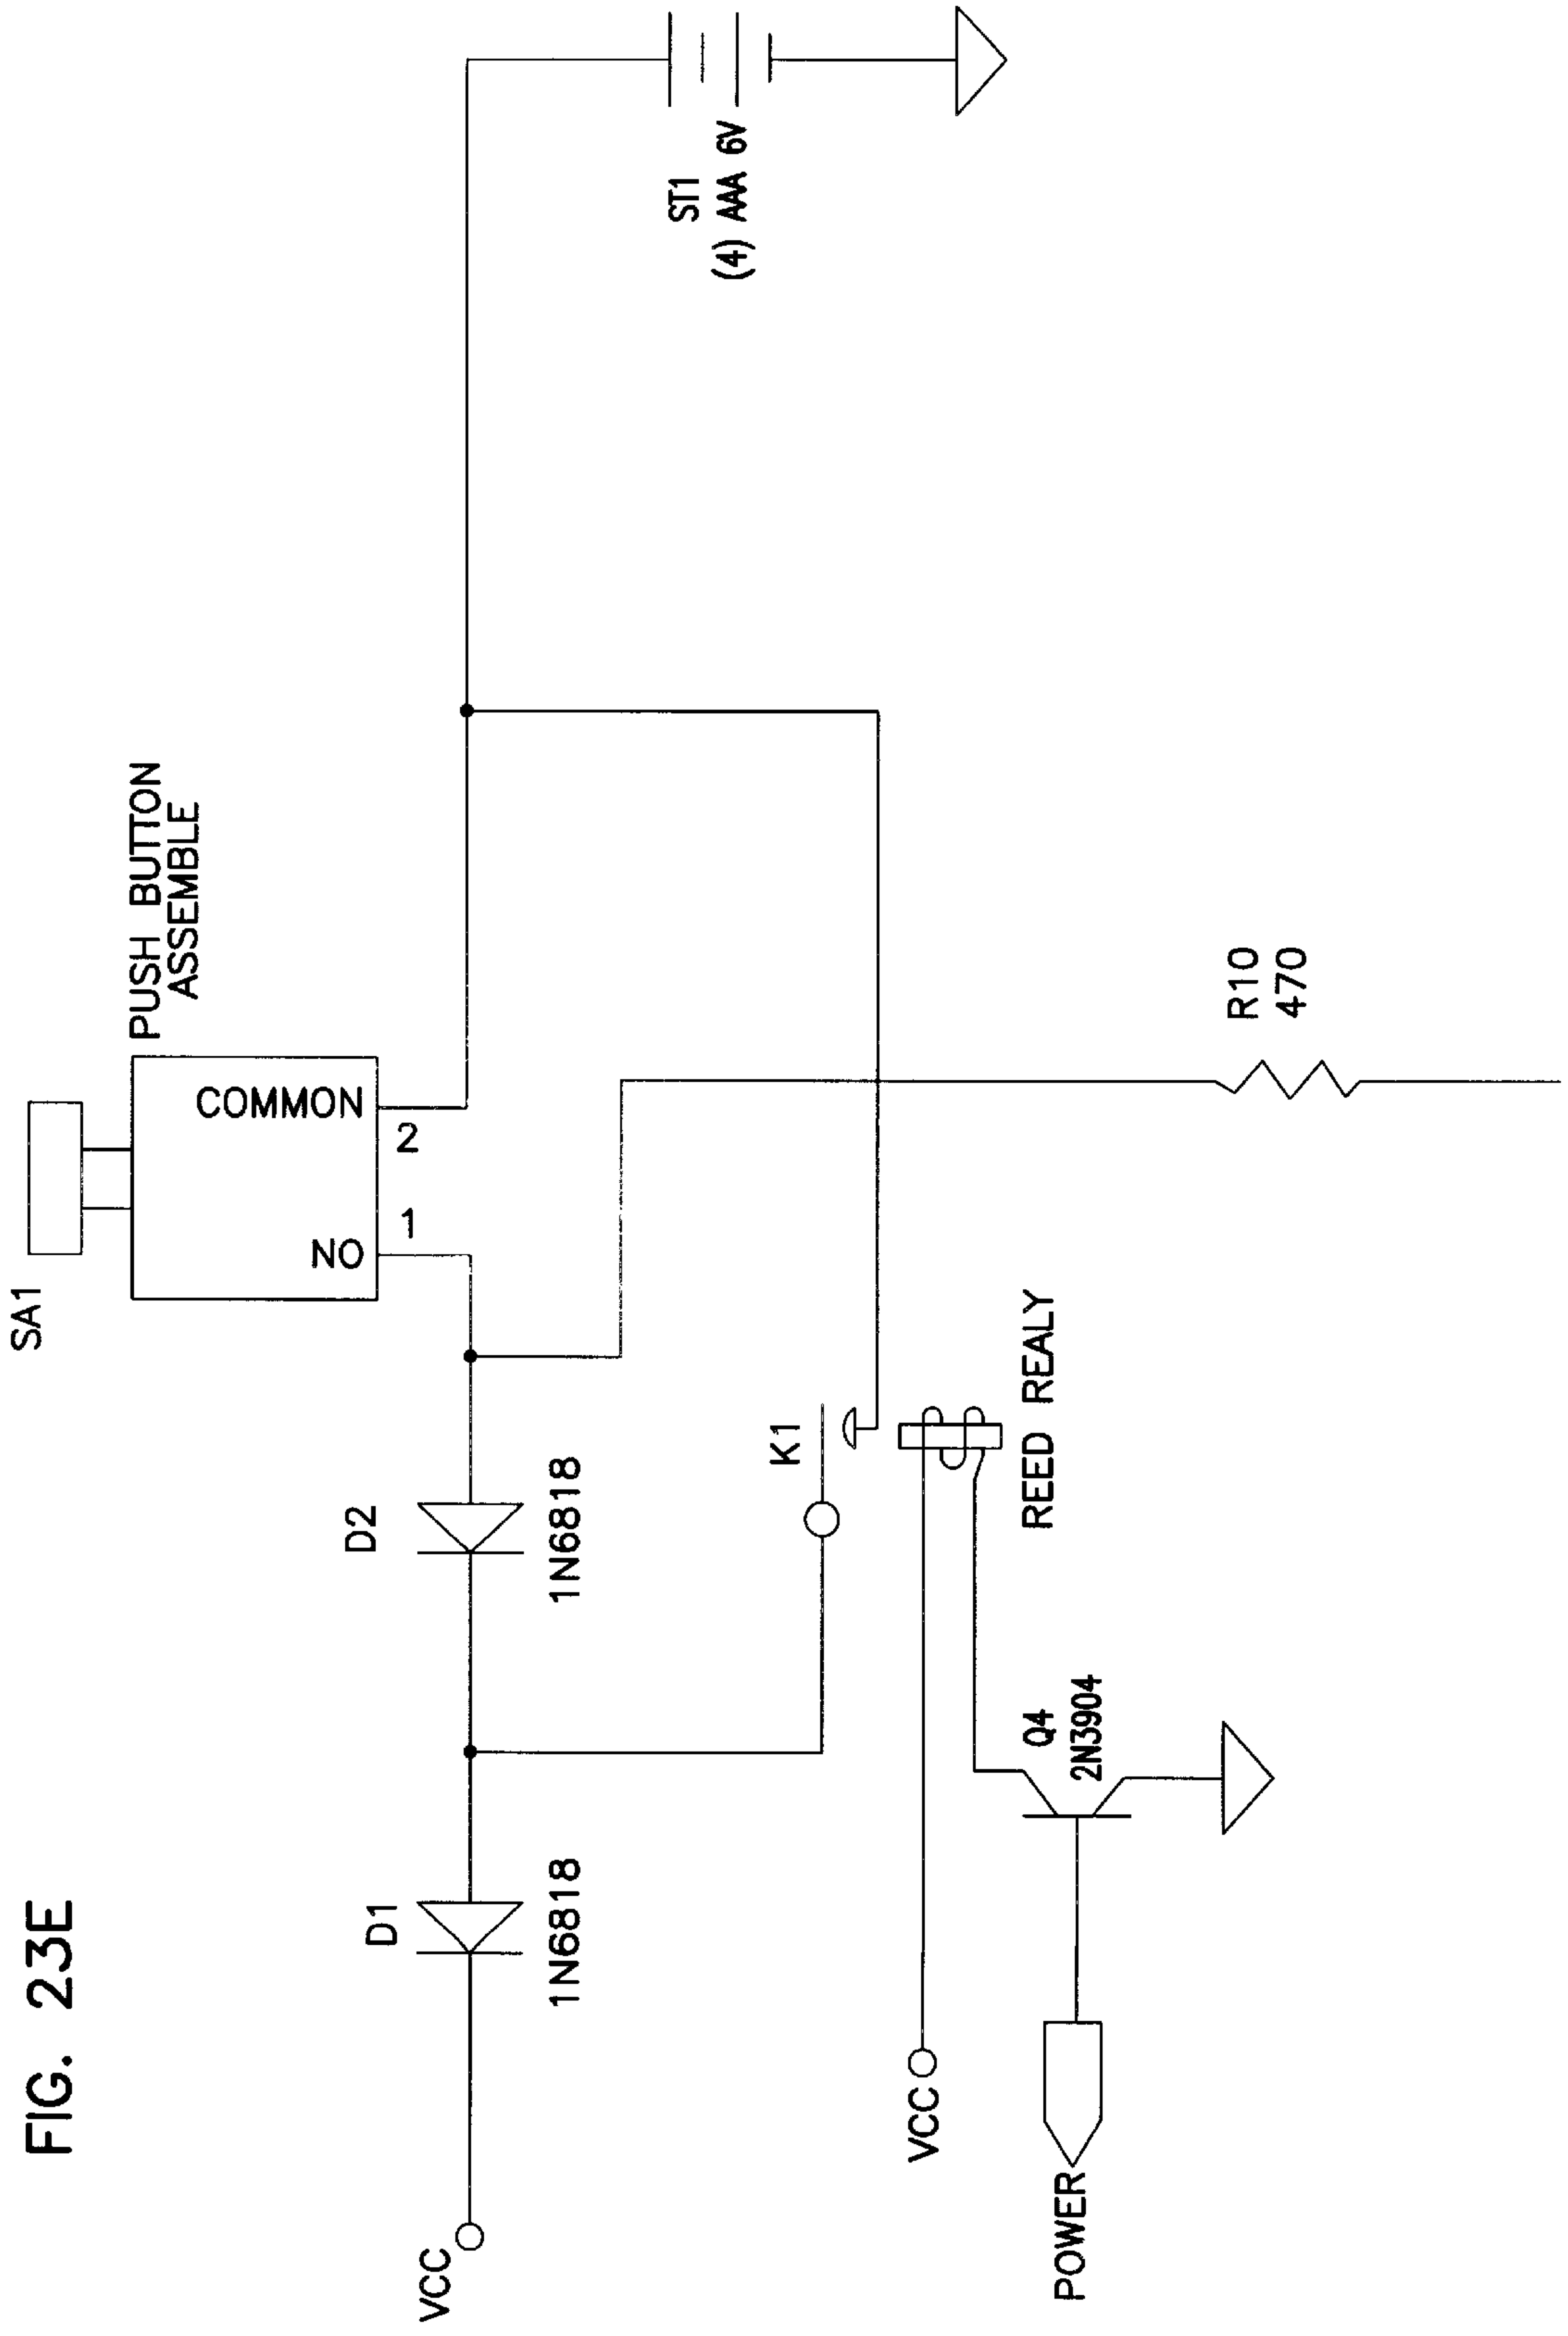 FIG. 23E
SA1
PUSH BUTTON
ASSEMBLE
NO
COMMON
1
2
VCC
D1
1N6818
D2
1N6818
ST1
(4) AAA 6V
K1
VCC
REED REALY
POWER
Q4
2N3904
R10
470